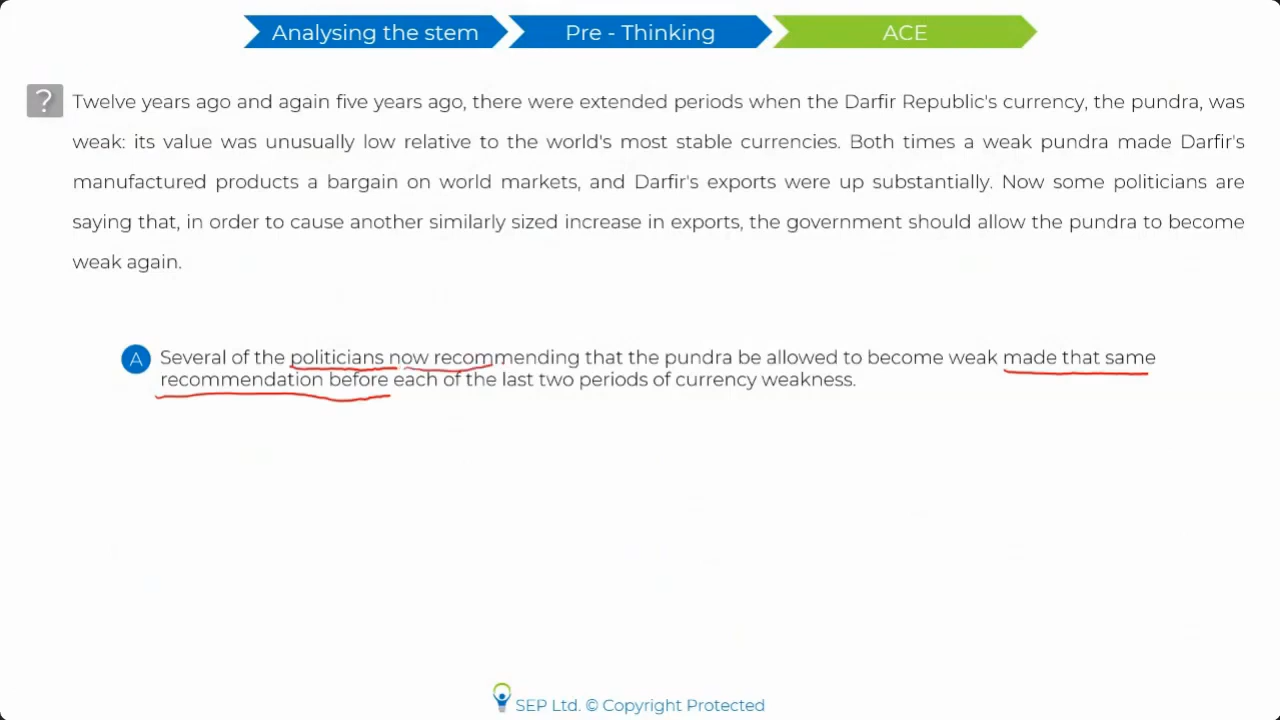 Analysing the stem
Pre - Thinking
ACE
?
Twelve years ago and again five years ago, there were extended periods when the Darfir Republic's currency, the pundra, was
weak: its value was unusually low relative to the world's most stable currencies. Both times a weak pundra made Darfir's
manufactured products a bargain on world markets, and Darfir's exports were up substantially. Now some politicians are
saying that, in order to cause another similarly sized increase in exports, the government should allow the pundra to become
weak again.
A
Several of the politicians now recommending that the pundra be allowed to become weak made that same
recommendation before each of the last two periods of currency weakness.
SEP Ltd. © Copyright Protected